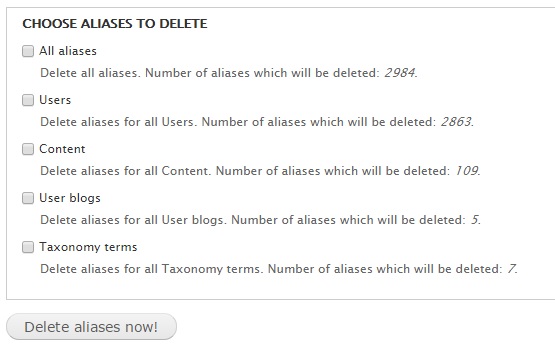 CHOOSE ALIASES TO DELETE
All aliases
Delete all aliases. Number of aliases which will be deleted: 2984.
Users
Delete aliases for all Users. Number of aliases which will be deleted: 2863.
Content
Delete aliases for all Content. Number of aliases which will be deleted: 109.
User blogs
Delete aliases for all User blogs. Number of aliases which will be deleted: 5.
Taxonomy terms
Delete aliases for all Taxonomy terms. Number of aliases which will be deleted: 7.
Delete aliases now!